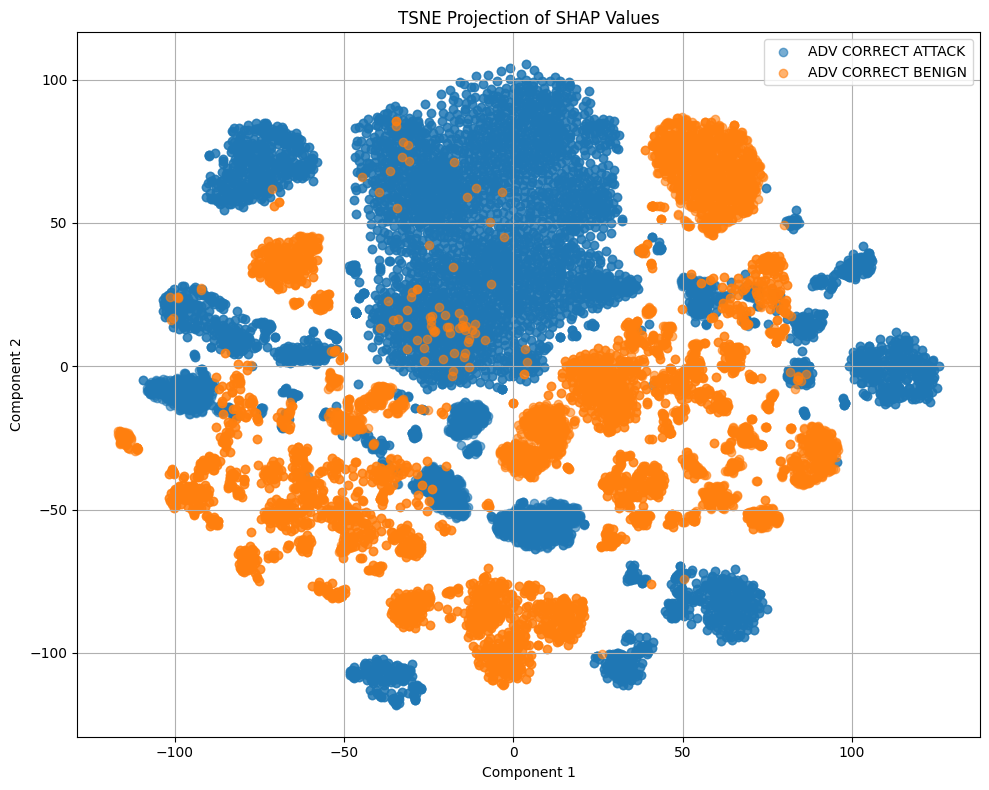 TSNE Projection of SHAP Values
ADV CORRECT ATTACK
ADV CORRECT BENIGN
100
50
0
−50
−100
Component 2
−100
−50
0
50
100
Component 1